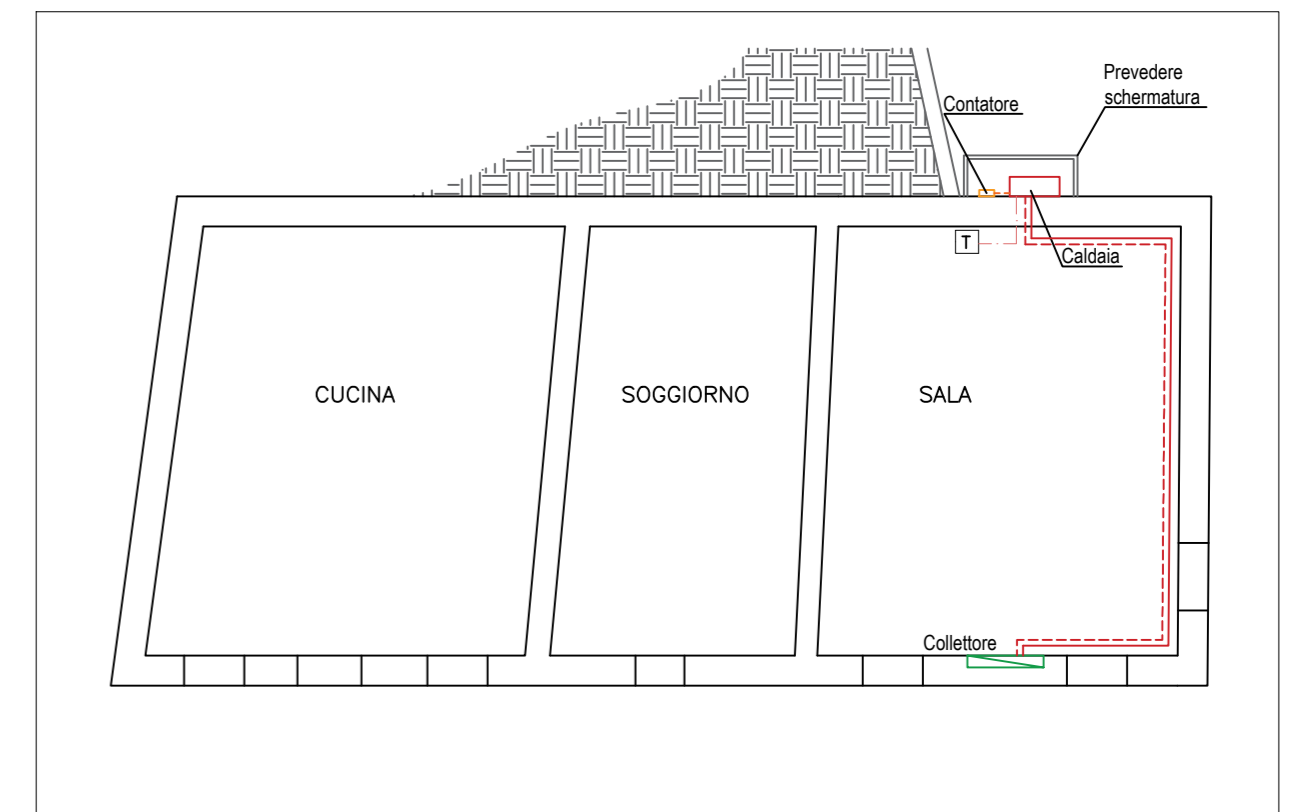 Prevedere
schermatura
Contatore
T
Caldaia
CUCINA
SOGGIORNO
SALA
Collettore